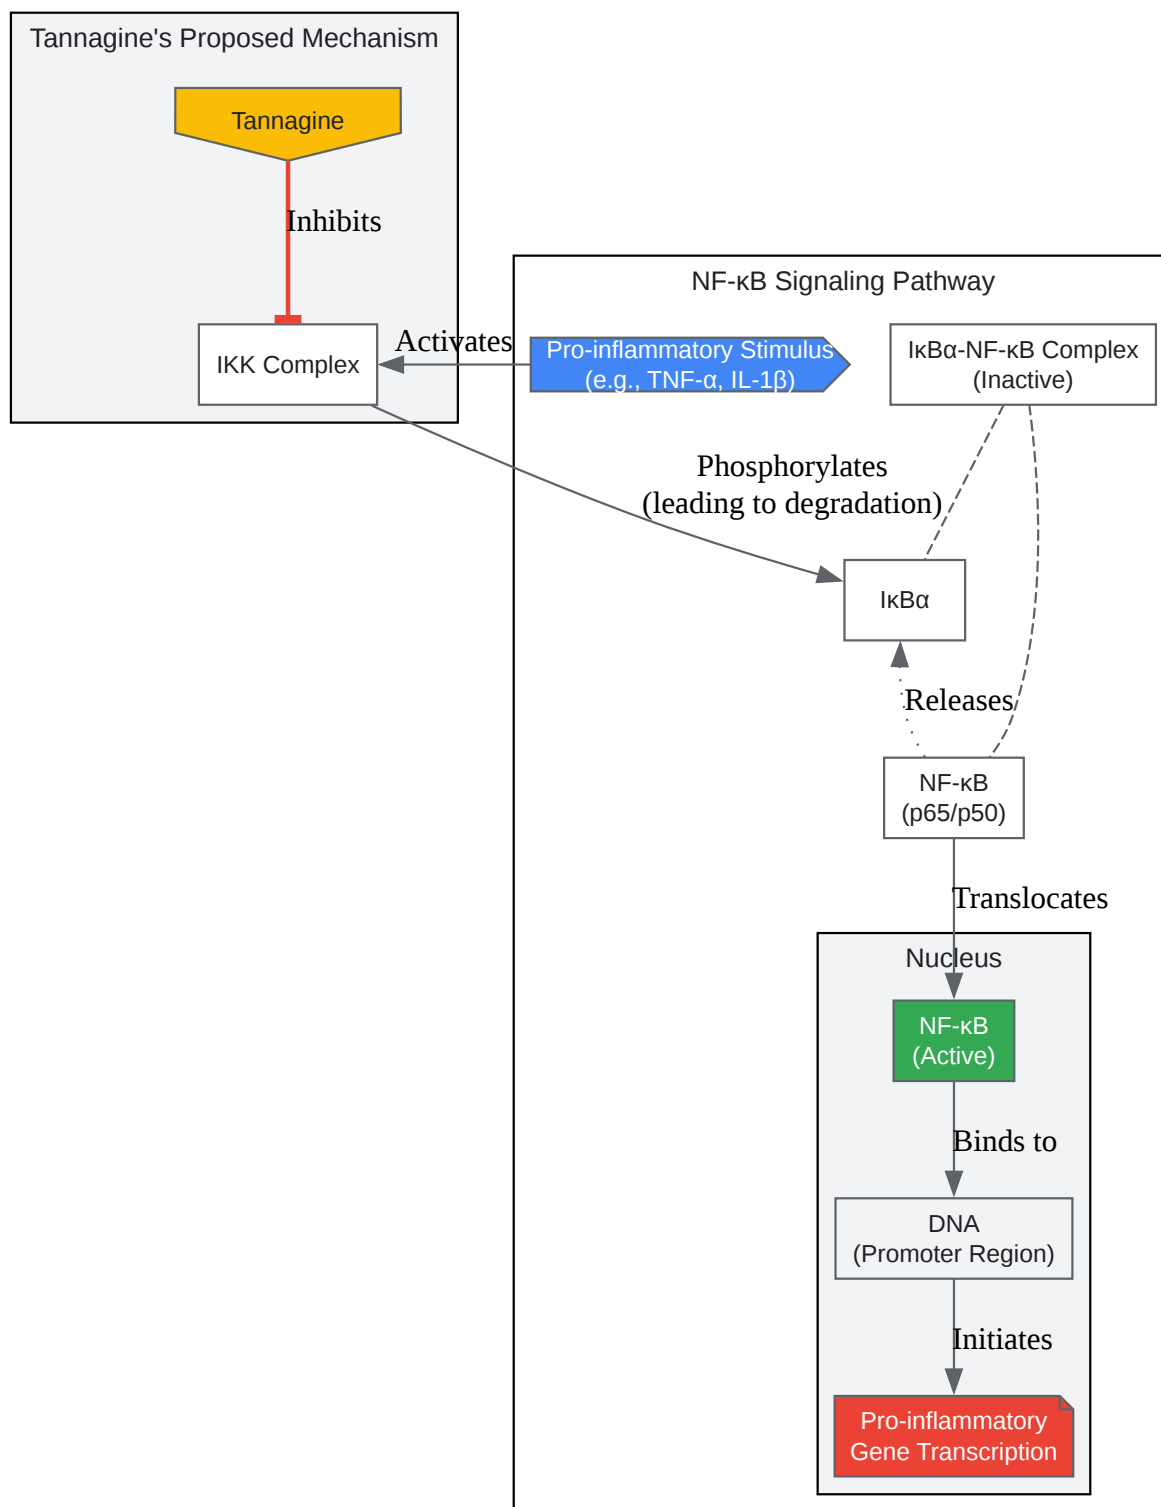 Tannagine's Proposed Mechanism
Tannagine
Inhibits
NF-κB Signaling Pathway
IKK Complex
Activates
Pro-inflammatory Stimulus
(e.g., TNF-α, IL-1β)
IκBα-NF-κB Complex
(Inactive)
Phosphorylates
(leading to degradation)
IκBα
Releases
NF-κB
(p65/p50)
Translocates
Nucleus
NF-κB
(Active)
Binds to
DNA
(Promoter Region)
Initiates
Pro-inflammatory
Gene Transcription